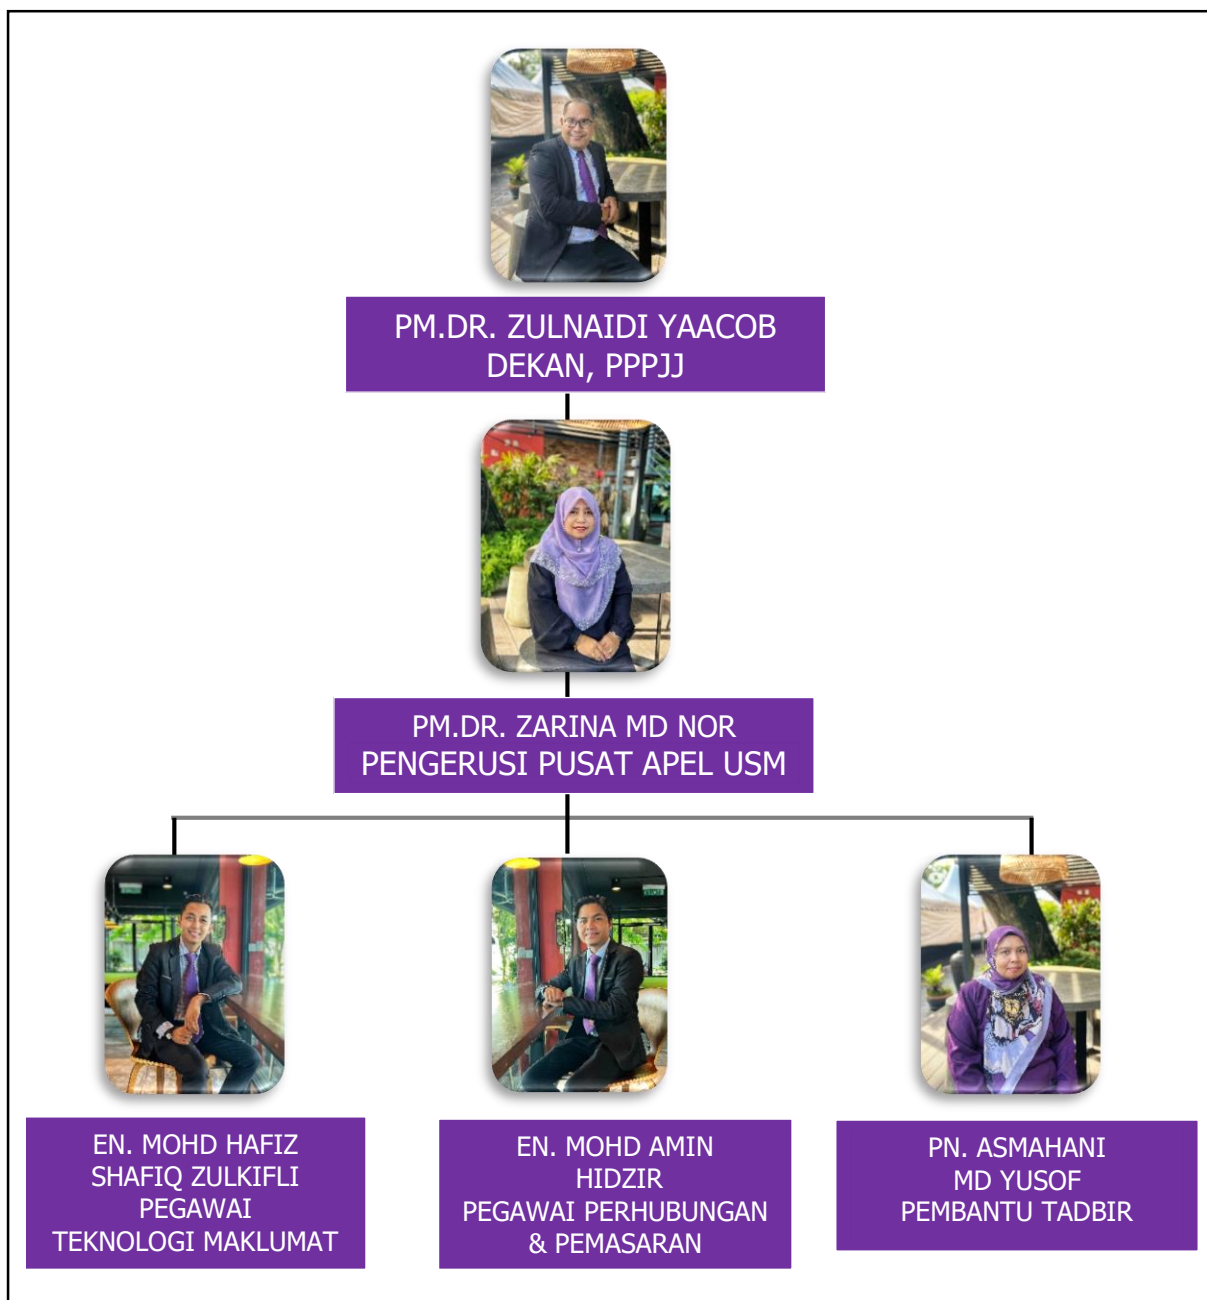 PM.DR. ZULNAIDI YAACOB
DEKAN, PPPJJ
PM.DR. ZARINA MD NOR
PENGERUSI PUSAT APEL USM
EN. MOHD HAFIZ
SHAFIQ ZULKIFLI
PEGAWAI
TEKNOLOGI MAKLUMAT
EN. MOHD AMIN
HIDZIR
PEGAWAI PERHUBUNGAN
& PEMASARAN
PN. ASMAHANI
MD YUSOF
PEMBANTU TADBIR